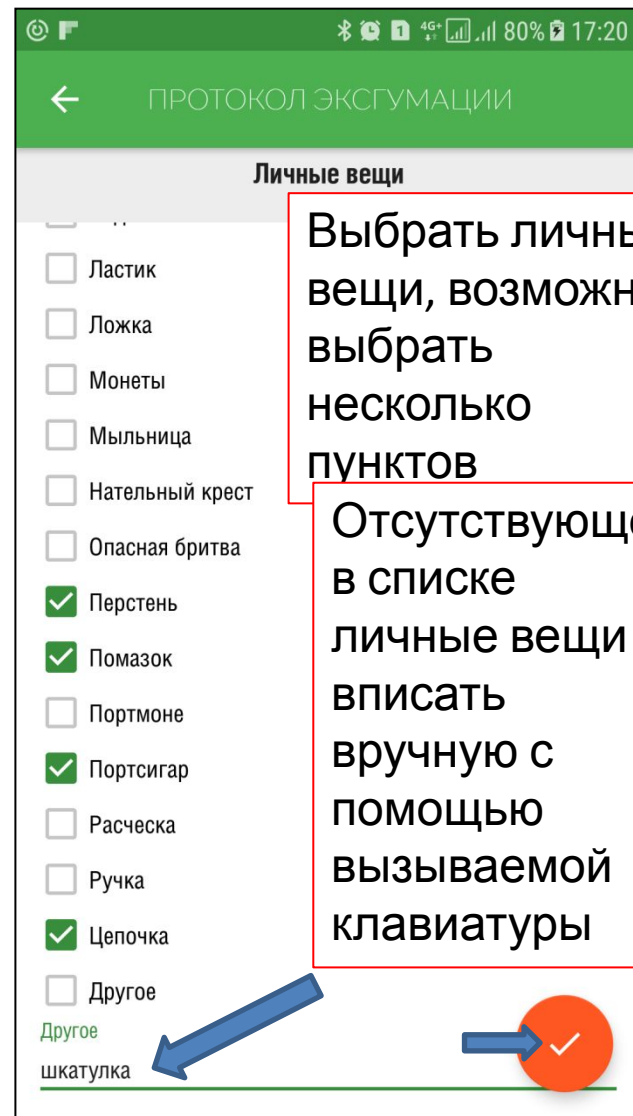 4G+ 80% 17:20
ПРОТОКОЛ ЭКСГУМАЦИИ
Личные вещи
Ластик
Ложка
Монеты
Мыльница
Нательный крест
Опасная бритва
Перстень
Помазок
Портмоне
Портсигар
Расческа
Ручка
Цепочка
Другое
Другое
шкатулка
Выбрать личны
вещи, возможн
выбрать
несколько
пунктов
Отсутствующе
в списке
личные вещи
вписать
вручную с
помощью
вызываемой
клавиатуры